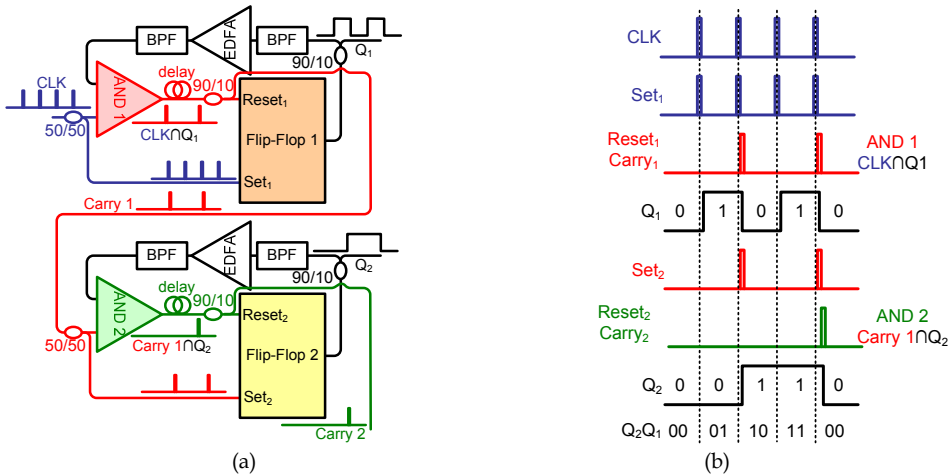 BPF
EDFA
BPF
Q1
90/10
AND 1
delay
90/10
CLK
50/50
CLK∩Q1
Reset1
Flip-Flop 1
Set1
Carry 1
BPF
EDFA
BPF
Q2
90/10
AND 2
delay
90/10
50/50
Carry 1∩Q2
Reset2
Flip-Flop 2
Set2
Carry 2
(a)
CLK
Set1
Reset1
Carry1
AND 1
CLK∩Q1
Q1 0 1 0 1 0
Set2
Reset2
Carry2
AND 2
Carry 1∩Q2
Q2 0 0 1 1 0
Q2Q1 00 01 10 11 00
(b)